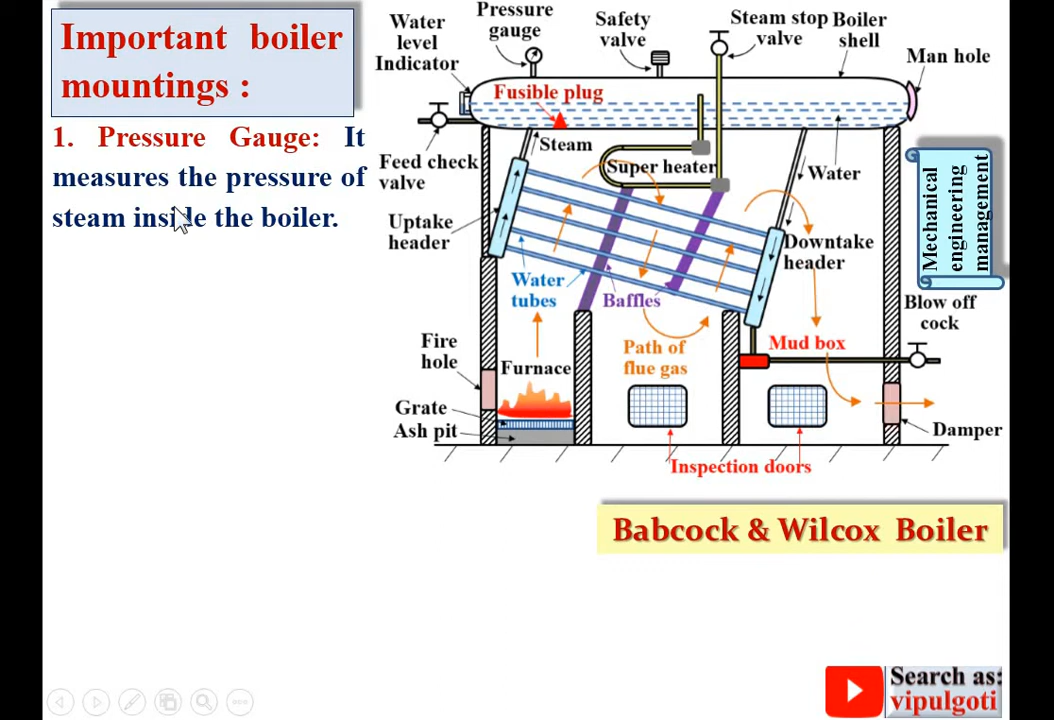 Important boiler
mountings :
1. Pressure Gauge: It
measures the pressure of
steam inside the boiler.
Water
level
Indicator
Pressure
gauge
Safety
valve
Steam stop
valve
Boiler
shell
Man hole
Fusible plug
Feed check
valve
Steam
Super heater
Water
Uptake
header
Downtake
header
Water
tubes
Baffles
Mechanical
engineering
management
Blow off
cock
Fire
hole
Furnace
Path of
flue gas
Mud box
Grate
Ash pit
Damper
Inspection doors
Babcock & Wilcox Boiler
Search as:
vipulgoti